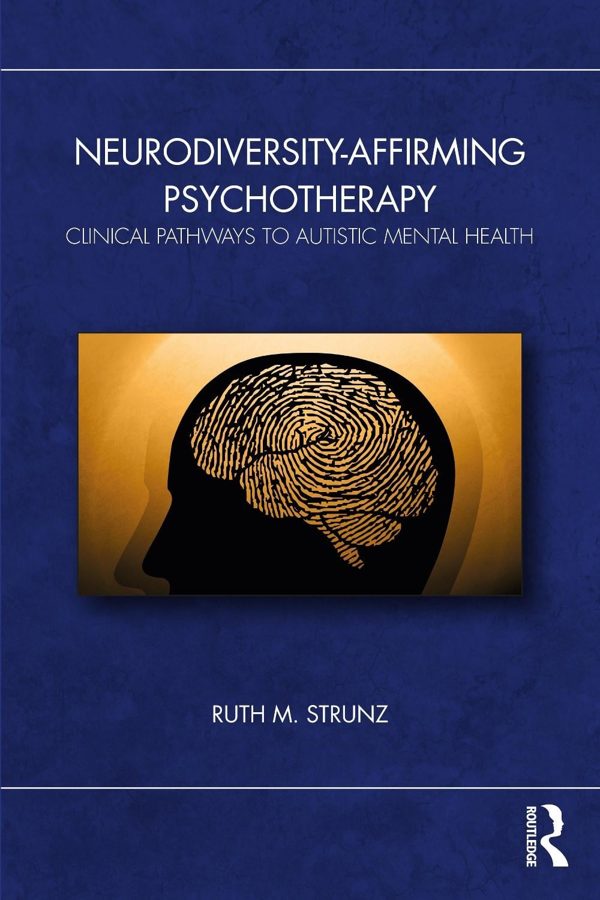 NEURODIVERSITY-AFFIRMING
PSYCHOTHERAPY
CLINICAL PATHWAYS TO AUTISTIC MENTAL HEALTH
RUTH M. STRUNZ
ROUTLEDGE